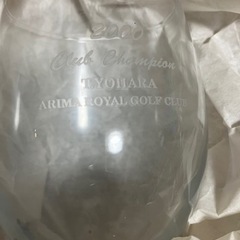 Club Champion
T.YOHARA
ARIMA ROYAL GOLF CLUB